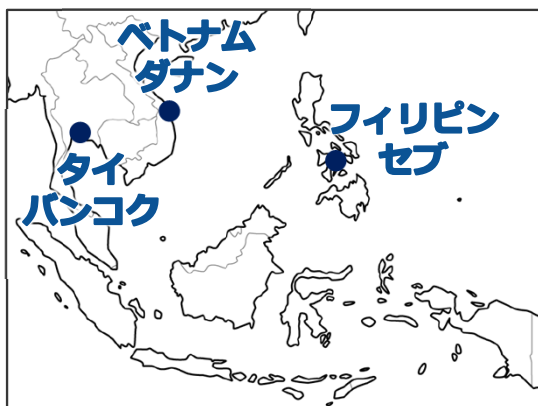 ベトナム
ダナン
フィリピン
セブ
タイ
バンコク